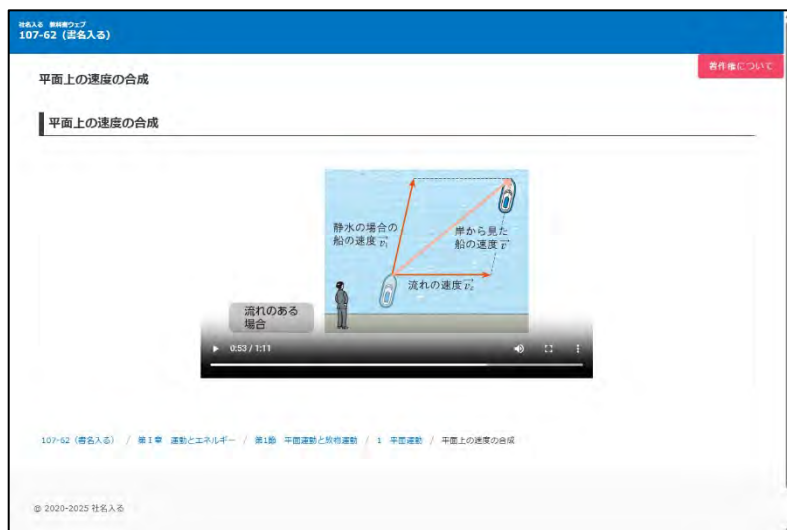 社名入る 教科書ウェブ
107-62 (書名入る)
著作権について
平面上の速度の合成
平面上の速度の合成
静水の場合の
船の速度 v₁
岸から見た
船の速度 v
流れの速度 v₂
流れのある
場合
0:53 / 1:11
107-62 (書名入る) / 第Ⅰ章 運動とエネルギー / 第1節 平面運動と放物運動 / 1 平面運動 / 平面上の速度の合成
© 2020-2025 社名入る